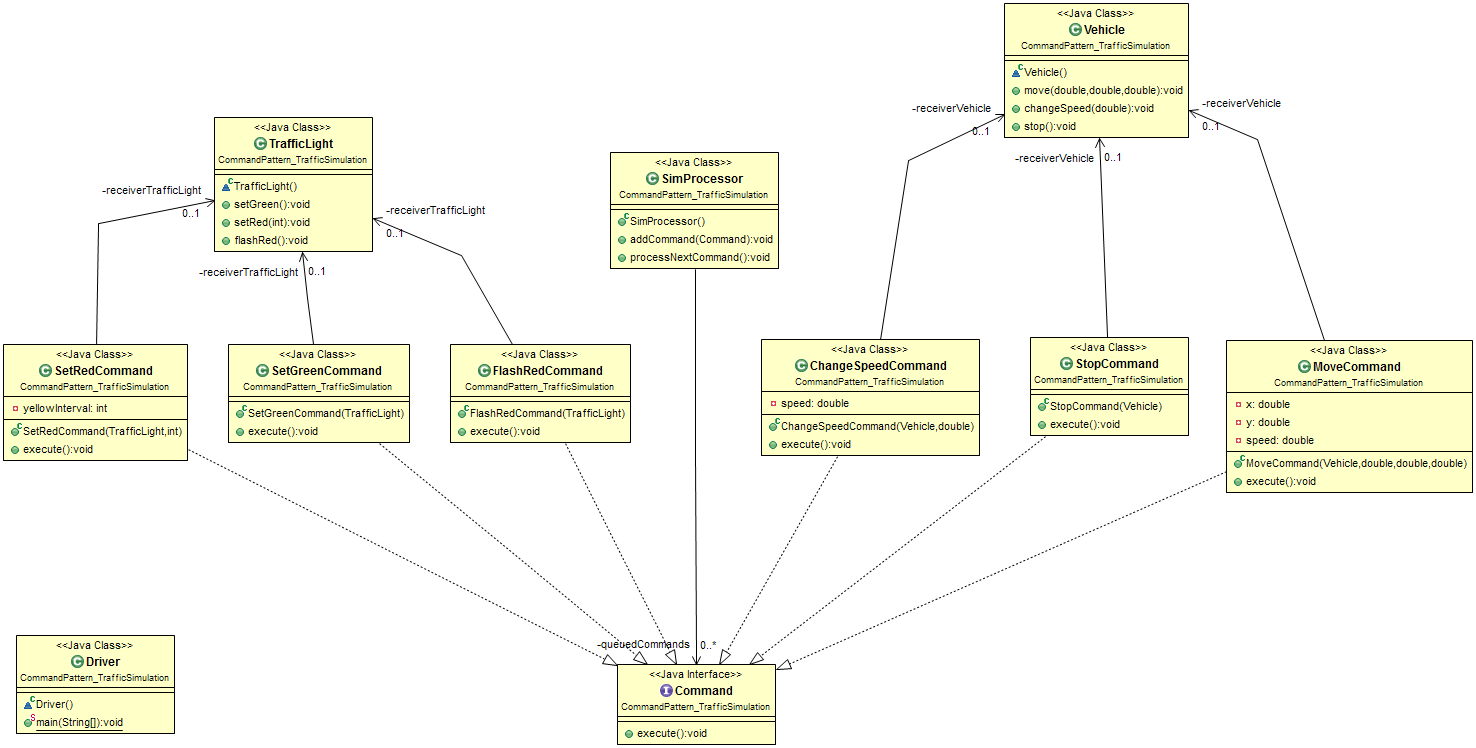 <<Java Class>>
Vehicle
CommandPattern_TrafficSimulation
Vehicle()
move(double,double,double):void
changeSpeed(double):void
stop():void
-receiverVehicle
0..1
-receiverVehicle
0..1
-receiverVehicle
0..1
<<Java Class>>
TrafficLight
CommandPattern_TrafficSimulation
TrafficLight()
setGreen():void
setRed(int):void
flashRed():void
-receiverTrafficLight
0..1
-receiverTrafficLight
0..1
-receiverTrafficLight
0..1
<<Java Class>>
SimProcessor
CommandPattern_TrafficSimulation
SimProcessor()
addCommand(Command):void
processNextCommand():void
<<Java Class>>
SetRedCommand
CommandPattern_TrafficSimulation
yellowInterval: int
SetRedCommand(TrafficLight,int)
execute():void
<<Java Class>>
SetGreenCommand
CommandPattern_TrafficSimulation
SetGreenCommand(TrafficLight)
execute():void
<<Java Class>>
FlashRedCommand
CommandPattern_TrafficSimulation
FlashRedCommand(TrafficLight)
execute():void
<<Java Class>>
ChangeSpeedCommand
CommandPattern_TrafficSimulation
speed: double
ChangeSpeedCommand(Vehicle,double)
execute():void
<<Java Class>>
StopCommand
CommandPattern_TrafficSimulation
StopCommand(Vehicle)
execute():void
<<Java Class>>
MoveCommand
CommandPattern_TrafficSimulation
x: double
y: double
speed: double
MoveCommand(Vehicle,double,double,double)
execute():void
-queuedCommands
0..*
<<Java Class>>
Driver
CommandPattern_TrafficSimulation
Driver()
main(String[]):void
<<Java Interface>>
Command
CommandPattern_TrafficSimulation
execute():void